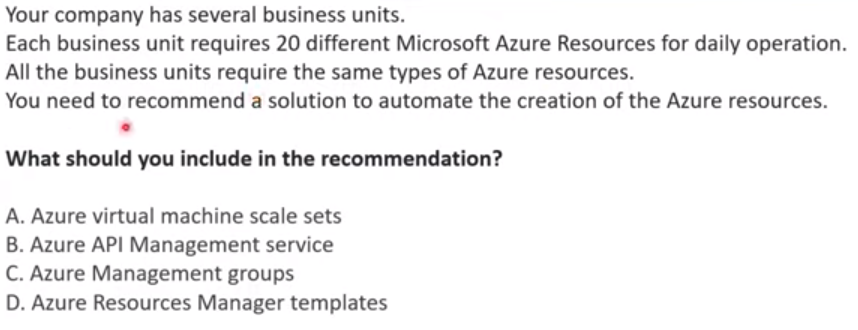 Your company has several business units.
Each business unit requires 20 different Microsoft Azure Resources for daily operation.
All the business units require the same types of Azure resources.
You need to recommend a solution to automate the creation of the Azure resources.
What should you include in the recommendation?
A. Azure virtual machine scale sets
B. Azure API Management service
C. Azure Management groups
D. Azure Resources Manager templates